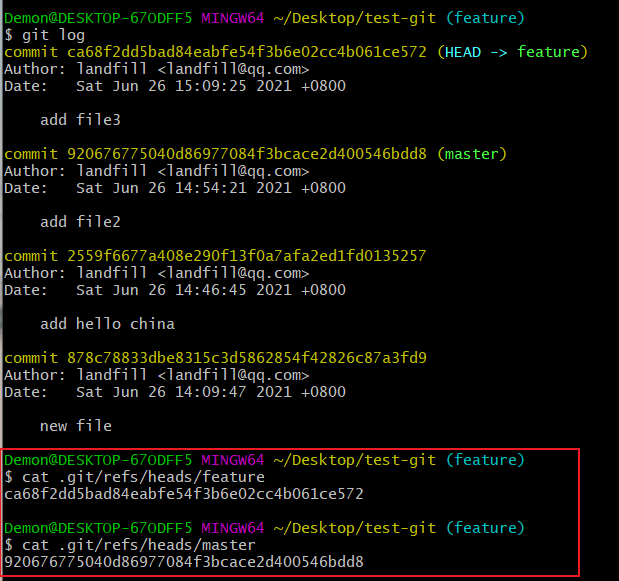 Demon@DESKTOP-67ODFF5 MINGW64 ~/Desktop/test-git (feature)
$ git log
commit ca68f2dd5bad84eabfe54f3b6e02cc4b061ce572 (HEAD -> feature)
Author: landfill <landfill@qq.com>
Date:   Sat Jun 26 15:09:25 2021 +0800

    add file3

commit 920676775040d86977084f3bcace2d400546bdd8 (master)
Author: landfill <landfill@qq.com>
Date:   Sat Jun 26 14:54:21 2021 +0800

    add file2

commit 2559f6677a408e290f13f0a7afa2ed1fd0135257
Author: landfill <landfill@qq.com>
Date:   Sat Jun 26 14:46:45 2021 +0800

    add hello china

commit 878c78833dbe8315c3d5862854f42826c87a3fd9
Author: landfill <landfill@qq.com>
Date:   Sat Jun 26 14:09:47 2021 +0800

    new file

Demon@DESKTOP-67ODFF5 MINGW64 ~/Desktop/test-git (feature)
$ cat .git/refs/heads/feature
ca68f2dd5bad84eabfe54f3b6e02cc4b061ce572

Demon@DESKTOP-67ODFF5 MINGW64 ~/Desktop/test-git (feature)
$ cat .git/refs/heads/master
920676775040d86977084f3bcace2d400546bdd8